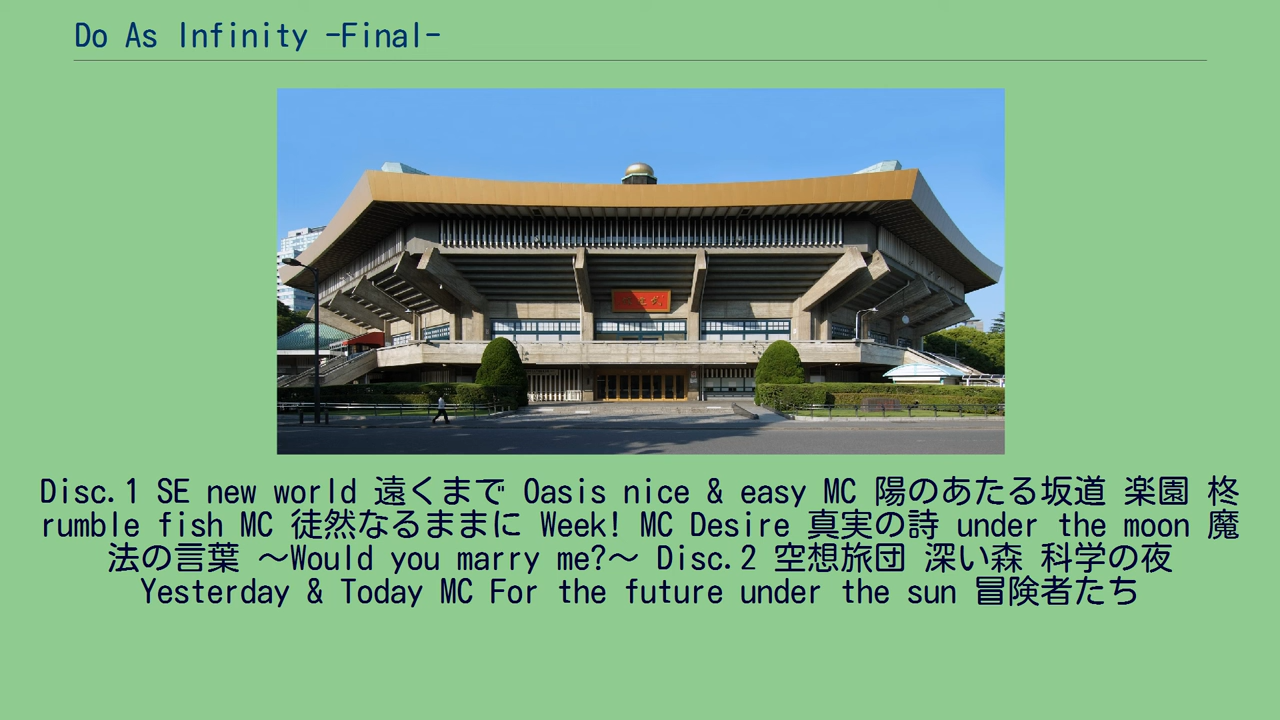 Do As Infinity -Final-
Disc.1 SE new world 遠くまで Oasis nice & easy MC 陽のあたる坂道 楽園 柊
rumble fish MC 徒然なるままに Week! MC Desire 真実の詩 under the moon 魔
法の言葉 ～Would you marry me?～ Disc.2 空想旅団 深い森 科学の夜
Yesterday & Today MC For the future under the sun 冒険者たち